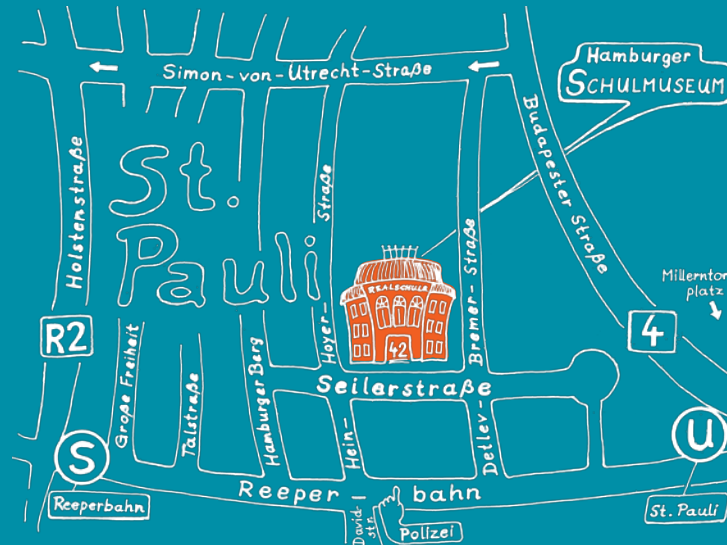 Hamburger
SCHULMUSEUM
Simon-von-Utrecht-Straße
Holstenstraße
St.
Pauli
Straße
Budapester Straße
Bremer-Straße
Millerntor
platz
REALSCHULE
42
Hoyer-
R2
4
Große Freiheit
Talstraße
Hamburger Berg
Seilerstraße
Hein-
Detlev-
S
Reeperbahn
U
St. Pauli
Reeper-bahn
David-
str.
Polizei